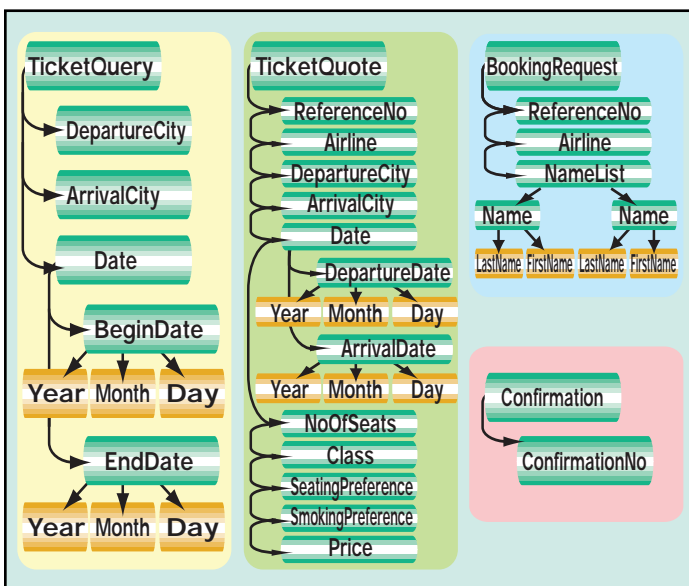 TicketQuery
DepartureCity
ArrivalCity
Date
BeginDate
Year Month Day
EndDate
Year Month Day
TicketQuote
ReferenceNo
Airline
DepartureCity
ArrivalCity
Date
DepartureDate
Year Month Day
ArrivalDate
Year Month Day
NoOfSeats
Class
SeatingPreference
SmokingPreference
Price
BookingRequest
ReferenceNo
Airline
NameList
Name Name
LastName FirstName LastName FirstName
Confirmation
ConfirmationNo